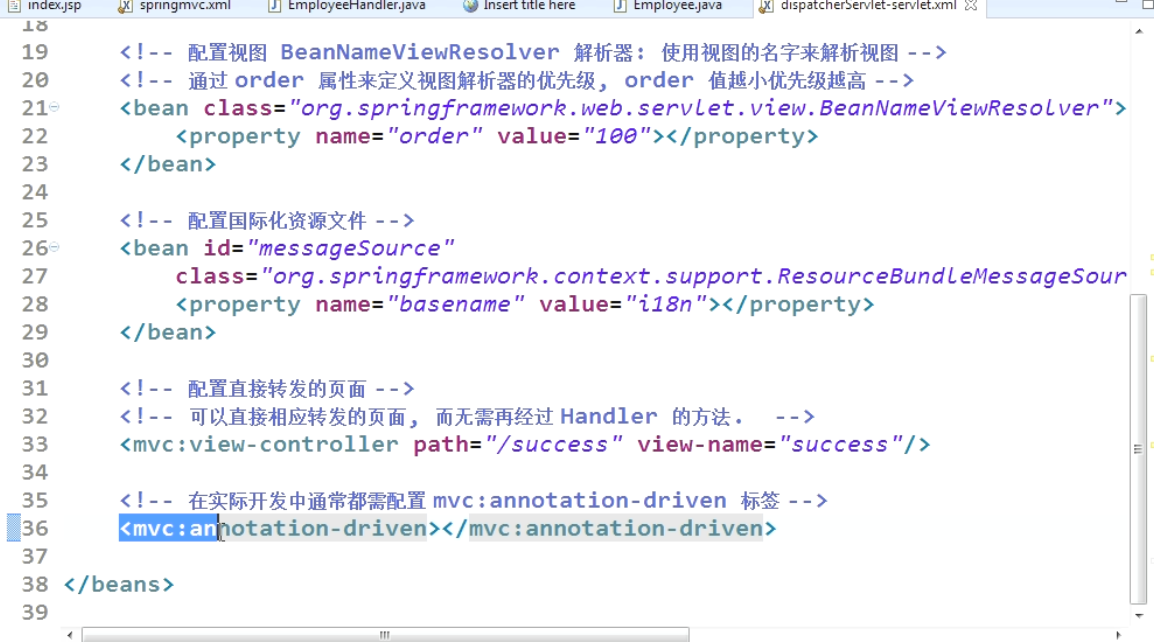 index.jsp springmvc.xml EmployeeHandler.java Insert title here Employee.java dispatcherServlet-servlet.xml
18
19 <!-- 配置视图 BeanNameViewResolver 解析器: 使用视图的名字来解析视图 -->
20 <!-- 通过 order 属性来定义视图解析器的优先级, order 值越小优先级越高 -->
21 <bean class="org.springframework.web.servlet.view.BeanNameViewResolver">
22 <property name="order" value="100"></property>
23 </bean>
24
25 <!-- 配置国际化资源文件 -->
26 <bean id="messageSource"
27 class="org.springframework.context.support.ResourceBundleMessageSour
28 <property name="basename" value="i18n"></property>
29 </bean>
30
31 <!-- 配置直接转发的页面 -->
32 <!-- 可以直接相应转发的页面, 而无需再经过 Handler 的方法. -->
33 <mvc:view-controller path="/success" view-name="success"/>
34
35 <!-- 在实际开发中通常都需配置 mvc:annotation-driven 标签 -->
36 <mvc:annotation-driven></mvc:annotation-driven>
37
38 </beans>
39